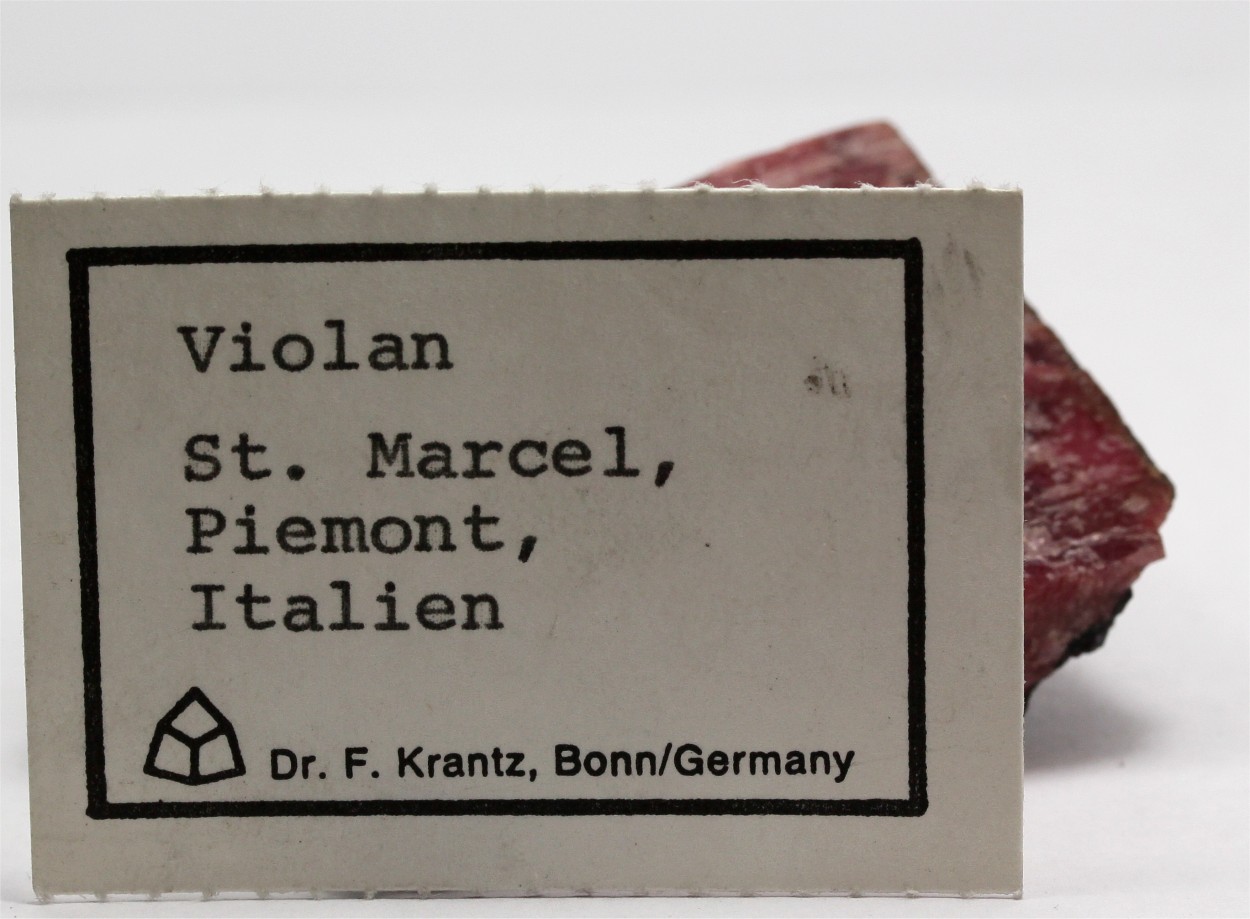 Violan
St. Marcel,
Piemont,
Italien
Dr. F. Krantz, Bonn/Germany